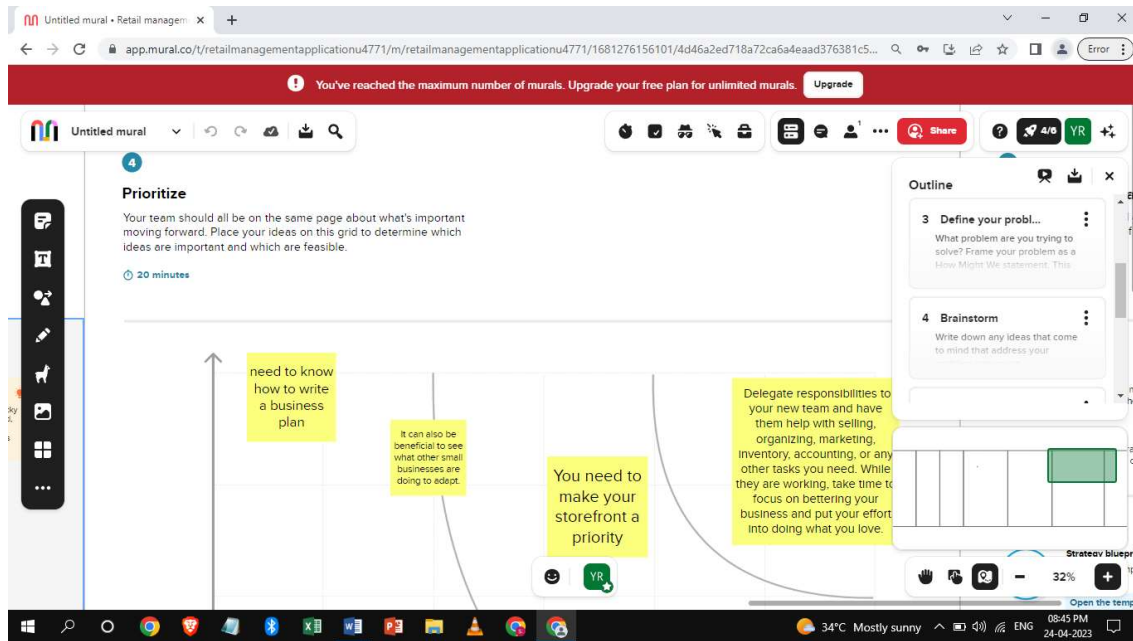 Untitled mural • Retail managem
app.mural.co/t/retailmanagementapplicationu4771/m/retailmanagementapplicationu4771/1681276156101/4d46a2ed718a72ca6a4eaad376381c5...
Error
You've reached the maximum number of murals. Upgrade your free plan for unlimited murals.
Upgrade
Untitled mural
1
Share
4/6
YR
4
Prioritize
Your team should all be on the same page about what's important
moving forward. Place your ideas on this grid to determine which
ideas are important and which are feasible.
20 minutes
Outline
3 Define your probl...
What problem are you trying to
solve? Frame your problem as a
How Might We statement. This
4 Brainstorm
Write down any ideas that come
to mind that address your
need to know
how to write
a business
plan
It can also be
beneficial to see
what other small
businesses are
doing to adapt.
You need to
make your
storefront a
priority
Delegate responsibilities to
your new team and have
them help with selling,
organizing, marketing,
inventory, accounting, or any
other tasks you need. While
they are working, take time to
focus on bettering your
business and put your effort
into doing what you love.
YR
Strategy bluepr
32%
Open the temp
34°C Mostly sunny
ENG
08:45 PM
24-04-2023